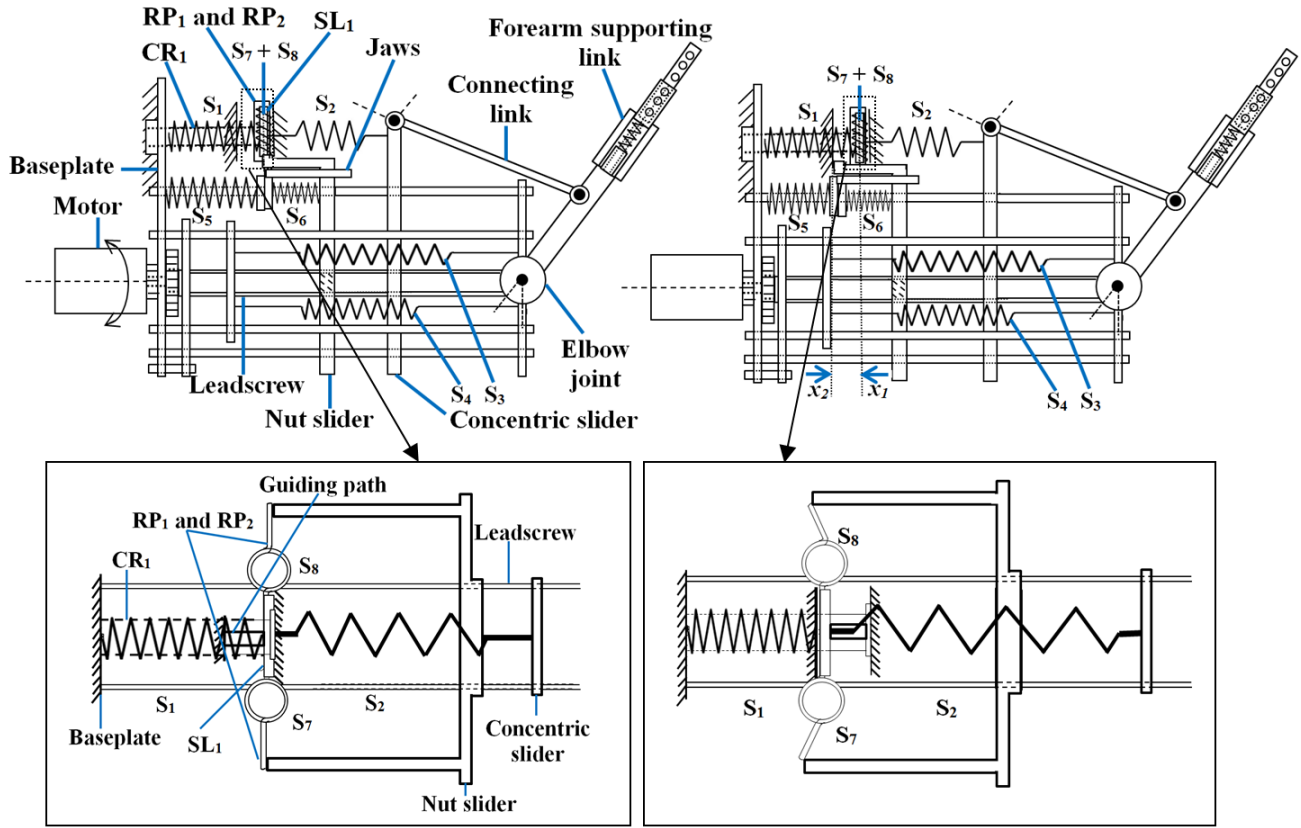 RP₁ and RP₂
SL₁
CR₁
S₇ + S₈
Jaws
Forearm supporting
link
Connecting
link
S₁
S₂
Baseplate
Motor
S₅
S₆
Leadscrew
Nut slider
S₄
S₃
Concentric slider
Elbow
joint
S₇ + S₈
S₁
S₂
S₅
S₆
x₂
x₁
S₄
S₃
Guiding path
RP₁ and RP₂
CR₁
S₈
Leadscrew
S₁
S₂
S₇
Baseplate
SL₁
Concentric
slider
Nut slider
S₈
S₁
S₂
S₇